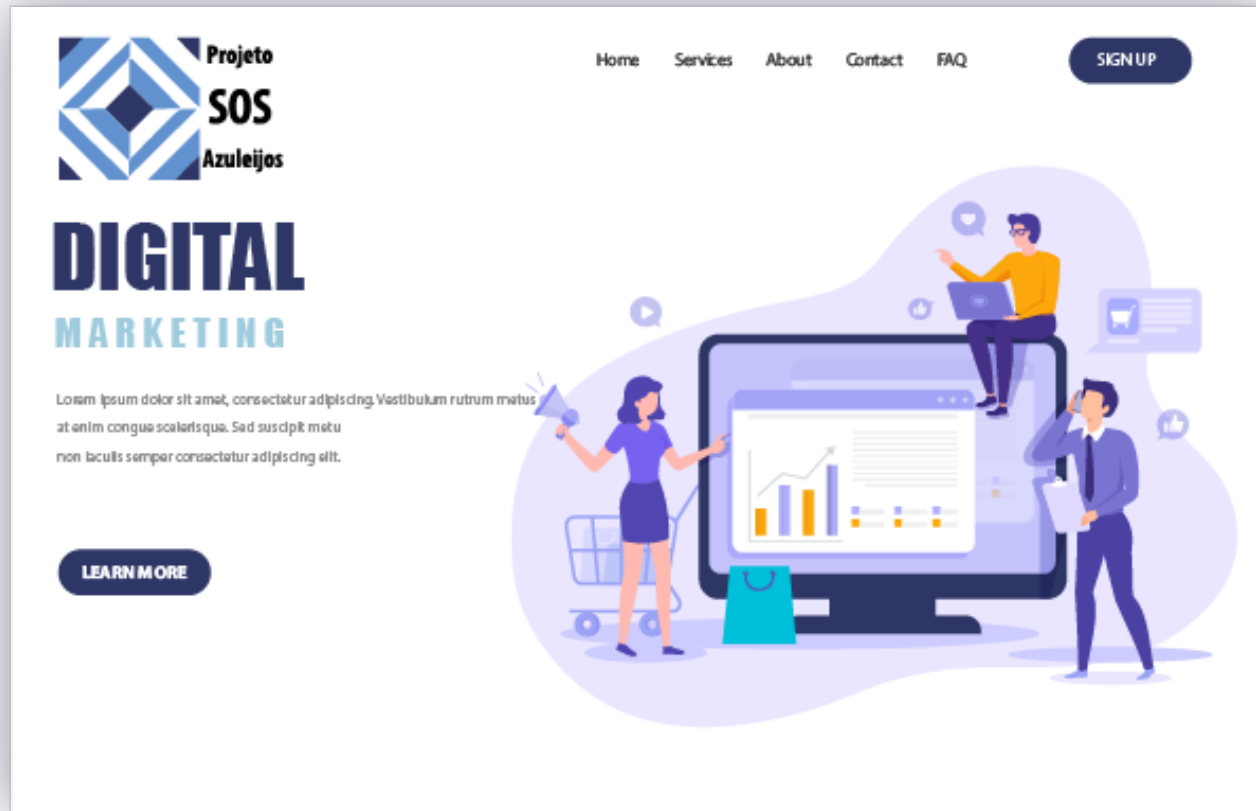 Projeto
SOS
Azuleijos
Home Services About Contact FAQ
SIGN UP
DIGITAL
MARKETING
Lorem ipsum dolor sit amet, consectetur adipiscing. Vestibulum rutrum metus
at enim congue scelerisque. Sed suscipit metu
non iaculis semper consectetur adipiscing elit.
LEARN MORE